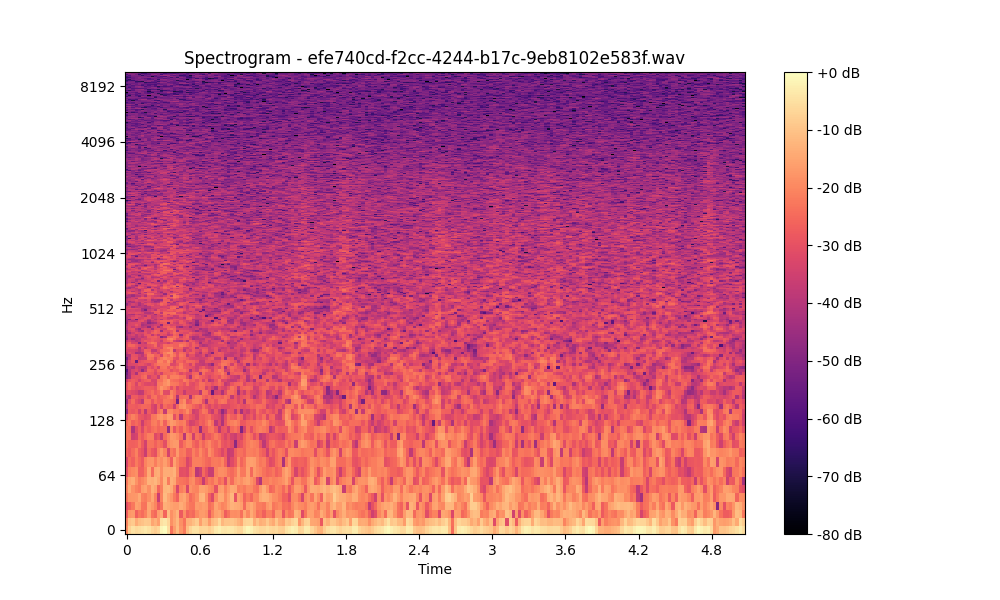 Spectrogram - efe740cd-f2cc-4244-b17c-9eb8102e583f.wav
8192
4096
2048
1024
512
256
128
64
0
Hz
0 0.6 1.2 1.8 2.4 3 3.6 4.2 4.8
Time
+0 dB
-10 dB
-20 dB
-30 dB
-40 dB
-50 dB
-60 dB
-70 dB
-80 dB